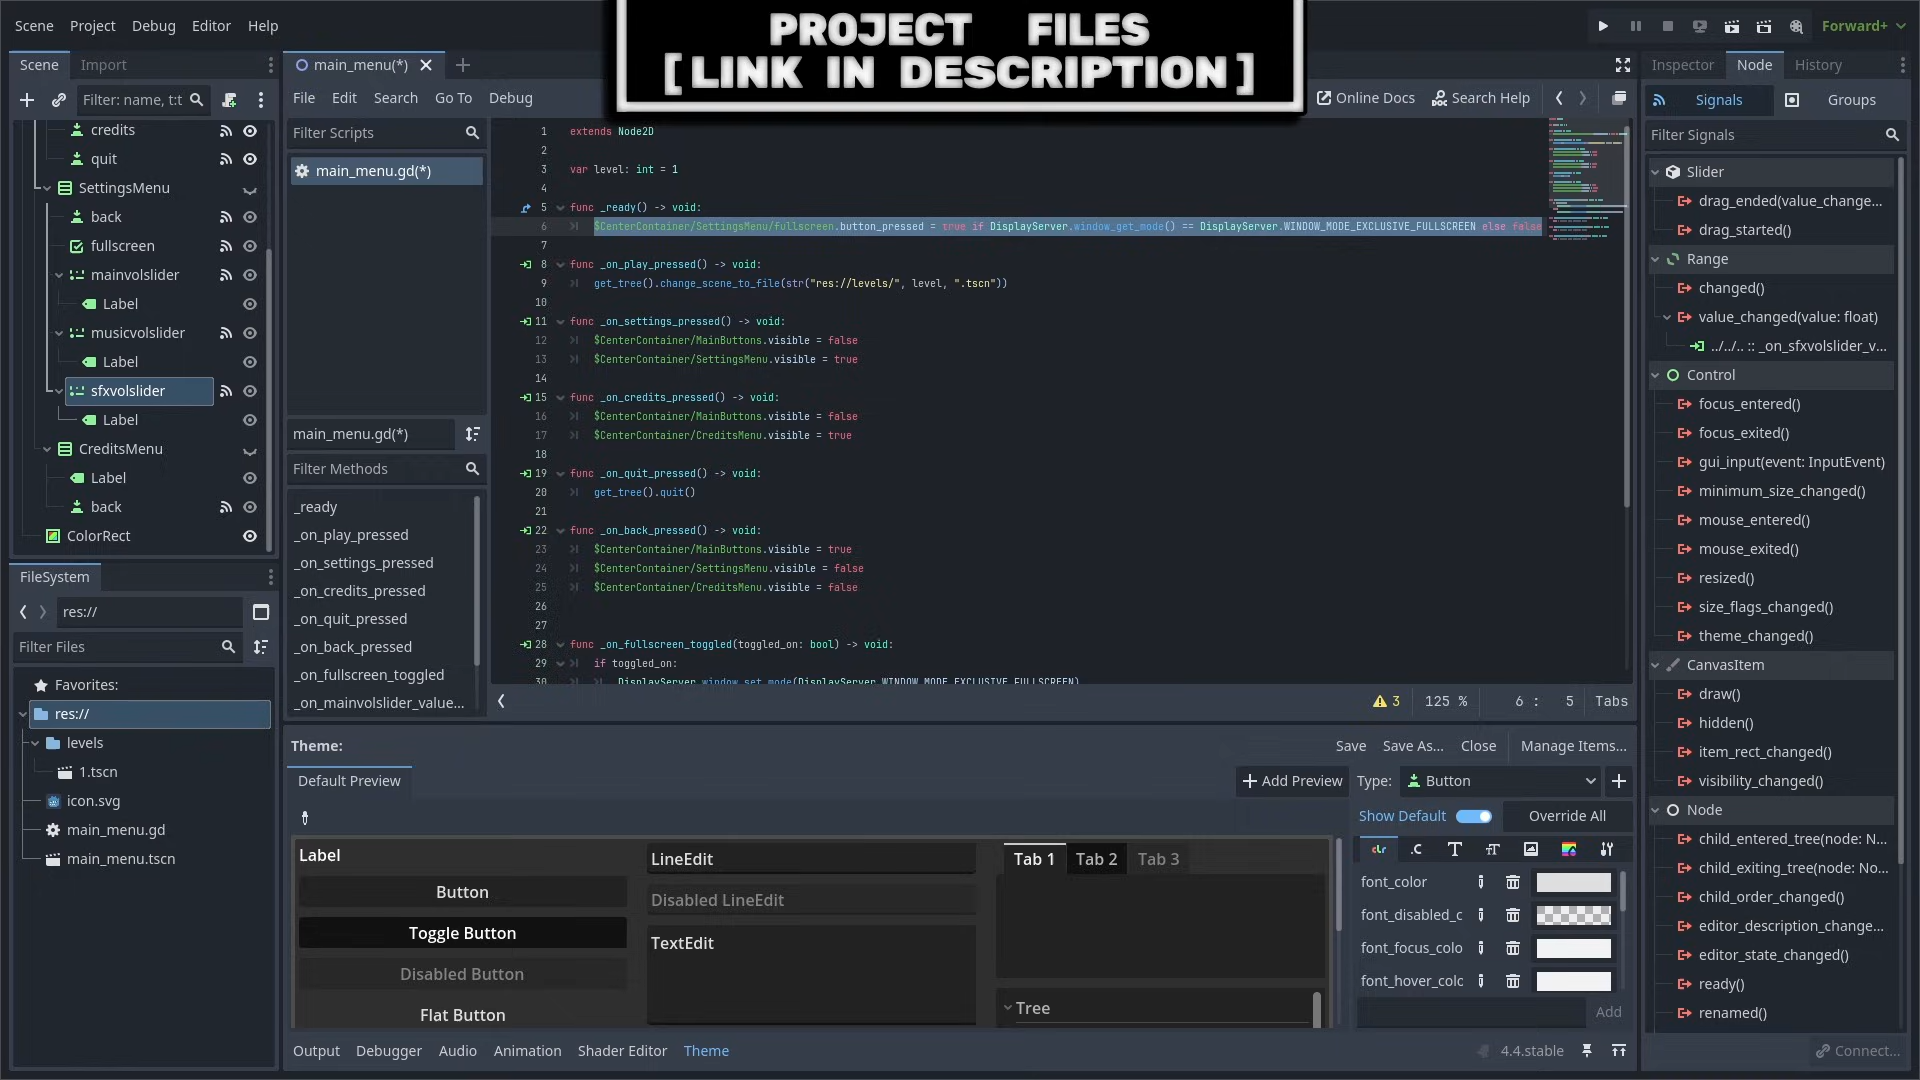 PROJECT FILES
[LINK IN DESCRIPTION]
Scene Project Debug Editor Help
Forward+
Scene Import
Filter: name, t:t
credits
quit
SettingsMenu
back
fullscreen
mainvolslider
Label
musicvolslider
Label
sfxvolslider
Label
CreditsMenu
Label
back
ColorRect
FileSystem
res://
Filter Files
Favorites:
res://
levels
1.tscn
icon.svg
main_menu.gd
main_menu.tscn
main_menu(*)
File Edit Search Go To Debug
Online Docs Search Help
Filter Scripts
main_menu.gd(*)
main_menu.gd(*)
Filter Methods
_ready
_on_play_pressed
_on_settings_pressed
_on_credits_pressed
_on_quit_pressed
_on_back_pressed
_on_fullscreen_toggled
_on_mainvolslider_value...
1 extends Node2D
2
3 var level: int = 1
4
5 func _ready() -> void:
6 $CenterContainer/SettingsMenu/fullscreen.button_pressed = true if DisplayServer.window_get_mode() == DisplayServer.WINDOW_MODE_EXCLUSIVE_FULLSCREEN else false
7
8 func _on_play_pressed() -> void:
9 get_tree().change_scene_to_file(str("res://levels/", level, ".tscn"))
10
11 func _on_settings_pressed() -> void:
12 $CenterContainer/MainButtons.visible = false
13 $CenterContainer/SettingsMenu.visible = true
14
15 func _on_credits_pressed() -> void:
16 $CenterContainer/MainButtons.visible = false
17 $CenterContainer/CreditsMenu.visible = true
18
19 func _on_quit_pressed() -> void:
20 get_tree().quit()
21
22 func _on_back_pressed() -> void:
23 $CenterContainer/MainButtons.visible = true
24 $CenterContainer/SettingsMenu.visible = false
25 $CenterContainer/CreditsMenu.visible = false
26
27
28 func _on_fullscreen_toggled(toggled_on: bool) -> void:
29 if toggled_on:
30 DisplayServer.window_set_mode(DisplayServer.WINDOW_MODE_EXCLUSIVE_FULLSCREEN)
3 125 % 6 : 5 Tabs
Theme: Save Save As... Close Manage Items...
Default Preview
Add Preview Type: Button
Show Default Override All
Label
Button
Toggle Button
Disabled Button
Flat Button
LineEdit
Disabled LineEdit
TextEdit
Tab 1 Tab 2 Tab 3
Tree
font_color
font_disabled_c
font_focus_colo
font_hover_colc
Add
Output Debugger Audio Animation Shader Editor Theme
4.4.stable
Inspector Node History
Signals Groups
Filter Signals
Slider
drag_ended(value_change...
drag_started()
Range
changed()
value_changed(value: float)
../../.. :: _on_sfxvolslider_v...
Control
focus_entered()
focus_exited()
gui_input(event: InputEvent)
minimum_size_changed()
mouse_entered()
mouse_exited()
resized()
size_flags_changed()
theme_changed()
CanvasItem
draw()
hidden()
item_rect_changed()
visibility_changed()
Node
child_entered_tree(node: N...
child_exiting_tree(node: No...
child_order_changed()
editor_description_change...
editor_state_changed()
ready()
renamed()
Connect...